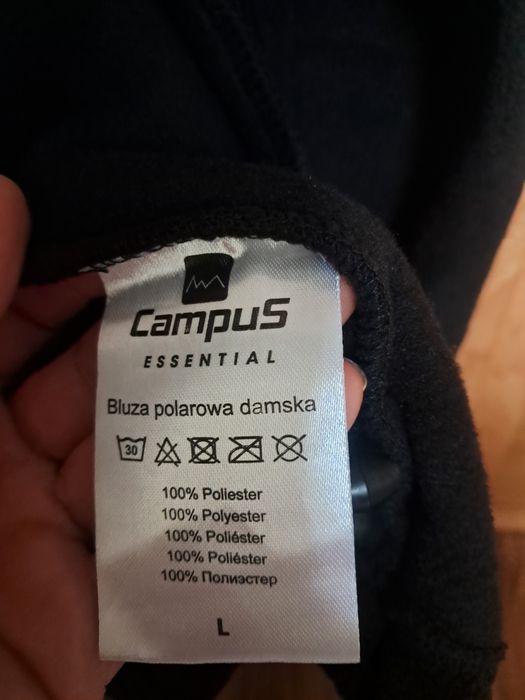 CampuS
ESSENTIAL
Bluza polarowa damska
30
100% Poliester
100% Polyester
100% Poliéster
100% Poliéster
100% Полиэстер
L